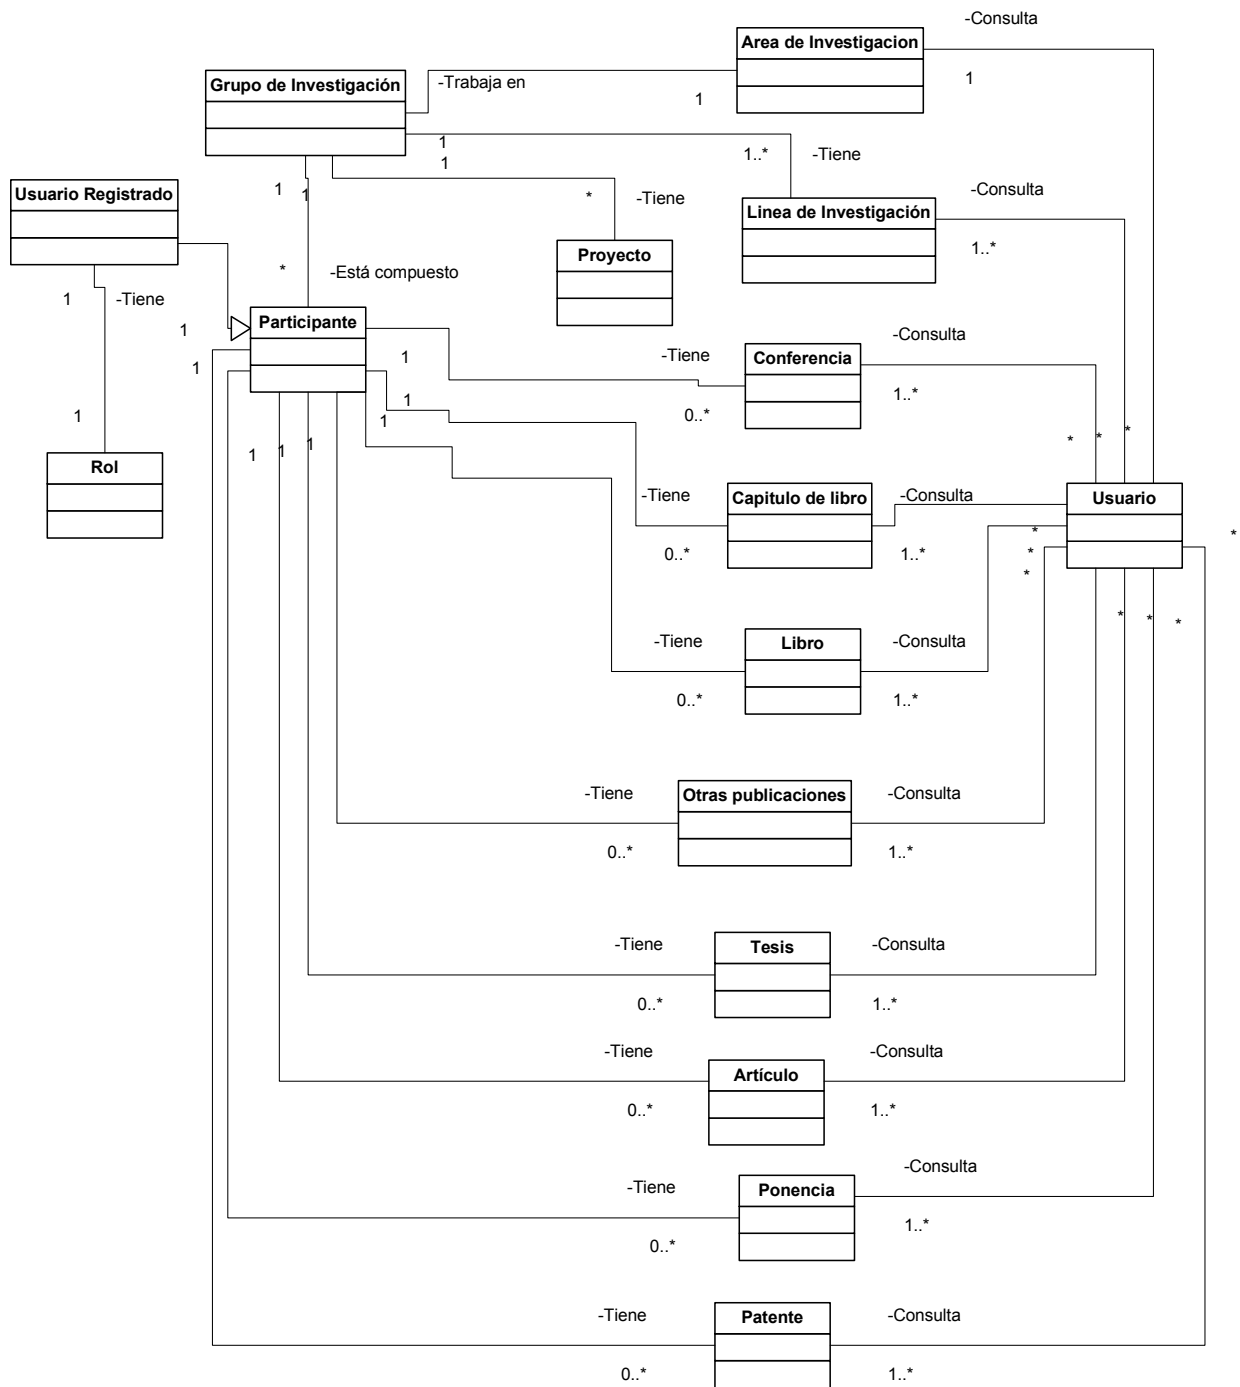 -Consulta
Area de Investigacion
Grupo de Investigación
-Trabaja en
1
1
1
1
1..*
-Tiene
Usuario Registrado
1
1
*
-Tiene
-Consulta
Linea de Investigación
1..*
Proyecto
*
-Está compuesto
1
-Tiene
1
Participante
1
1
-Tiene
Conferencia
-Consulta
0..*
1..*
1
1
1
1
1
1
*
*
*
Rol
-Tiene
Capitulo de libro
-Consulta
Usuario
0..*
1..*
*
*
*
*
-Tiene
Libro
-Consulta
*
*
*
0..*
1..*
-Tiene
Otras publicaciones
-Consulta
0..*
1..*
-Tiene
Tesis
-Consulta
0..*
1..*
-Tiene
Artículo
-Consulta
0..*
1..*
-Tiene
Ponencia
-Consulta
0..*
1..*
-Tiene
Patente
-Consulta
0..*
1..*